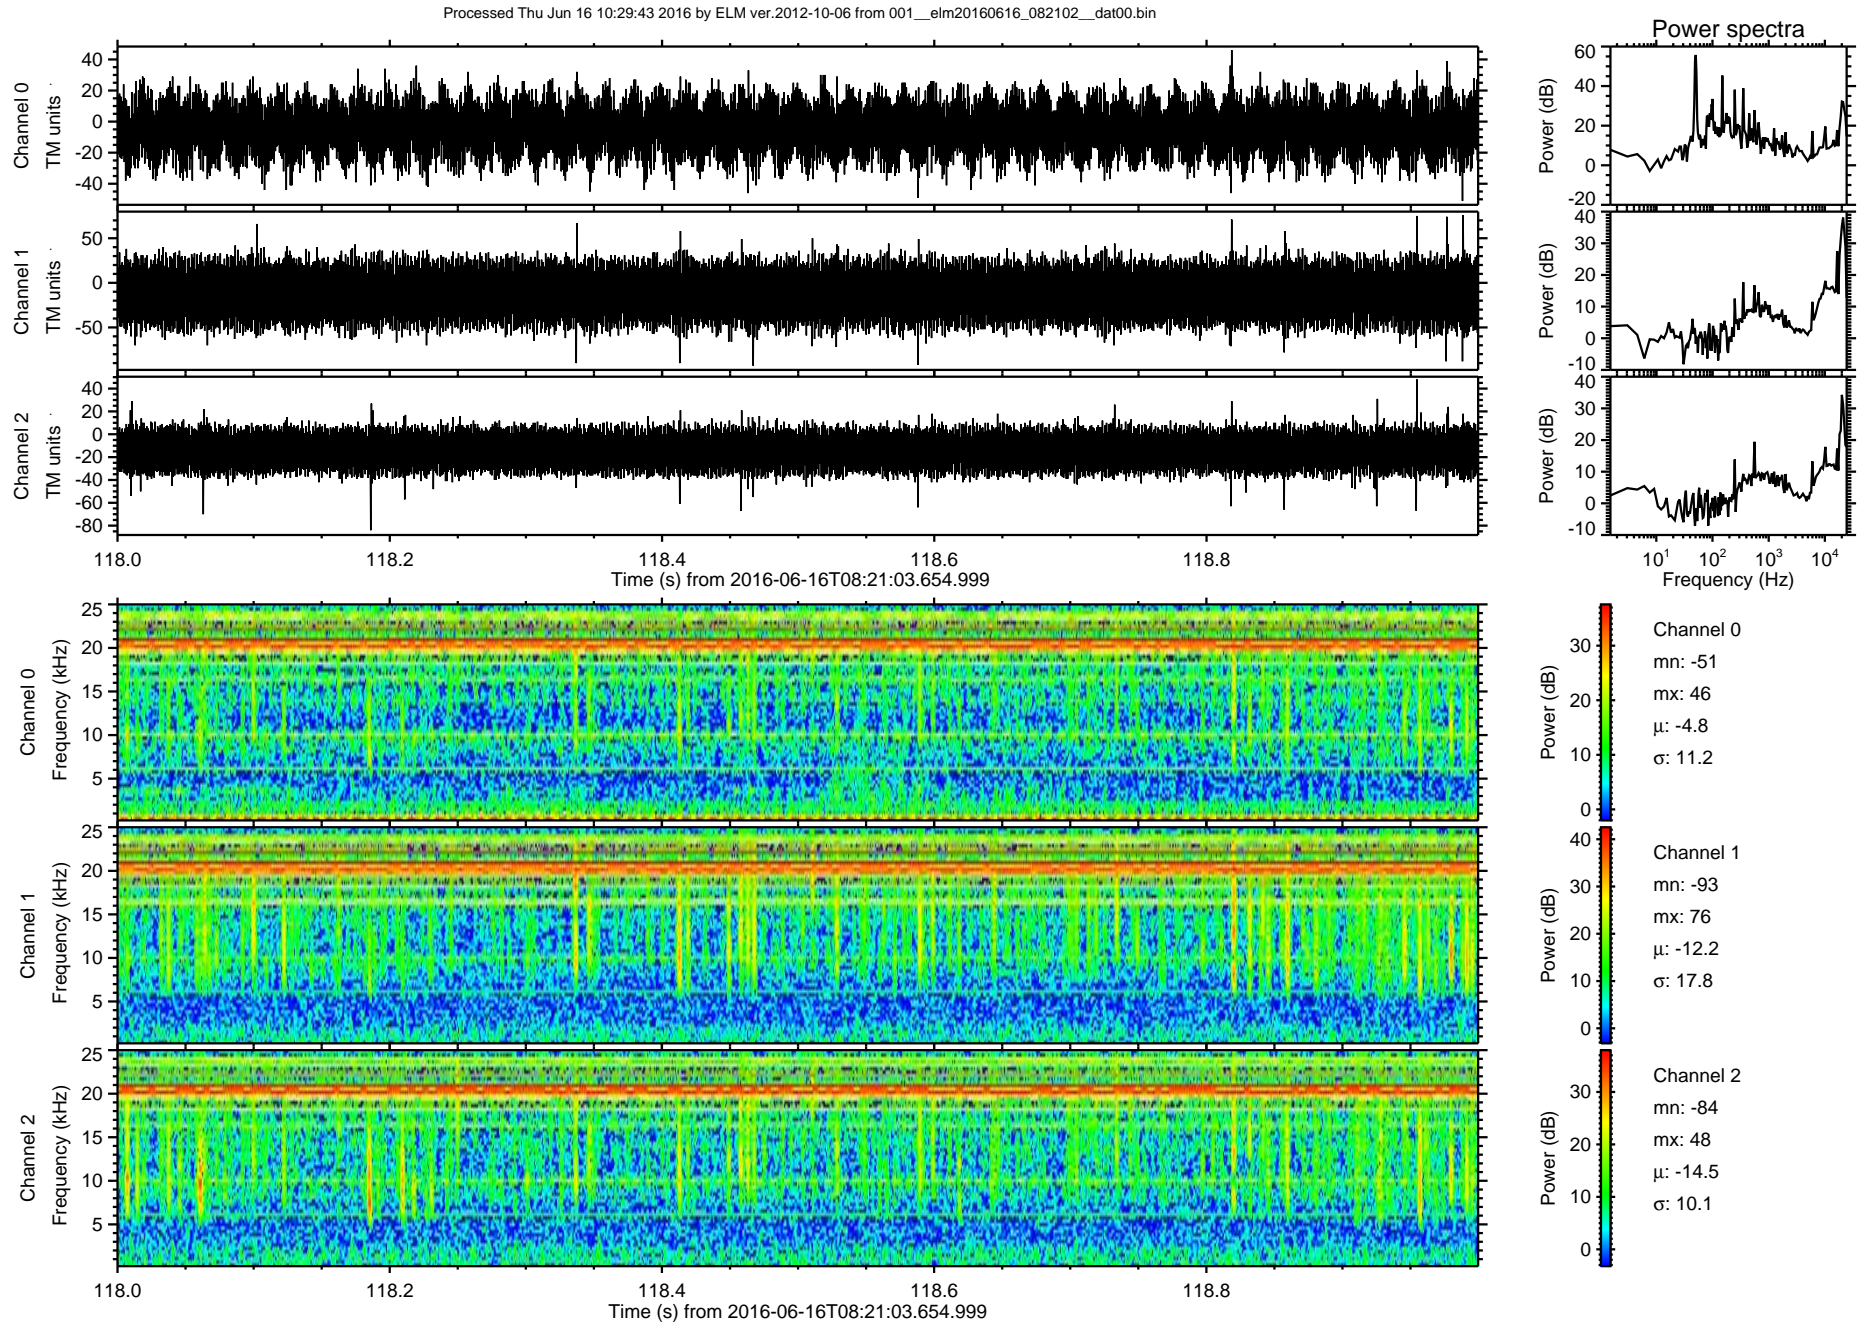 Processed Thu Jun 16 10:29:43 2016 by ELM ver.2012-10-06 from 001__elm20160616_082102__dat00.bin
Power spectra
Channel 0
TM units
40
20
0
-20
-40
Power (dB)
60
40
20
0
-20
Channel 1
TM units
50
0
-50
Power (dB)
40
30
20
10
0
-10
Channel 2
TM units
40
20
0
-20
-40
-60
-80
Power (dB)
40
30
20
10
0
-10
118.0 118.2 118.4 118.6 118.8
Time (s) from 2016-06-16T08:21:03.654.999
10¹ 10² 10³ 10⁴
Frequency (Hz)
Channel 0
Frequency (kHz)
25
20
15
10
5
Power (dB)
30
20
10
0
Channel 0
mn: -51
mx: 46
µ: -4.8
σ: 11.2
Channel 1
Frequency (kHz)
25
20
15
10
5
Power (dB)
40
30
20
10
0
Channel 1
mn: -93
mx: 76
µ: -12.2
σ: 17.8
Channel 2
Frequency (kHz)
25
20
15
10
5
Power (dB)
30
20
10
0
Channel 2
mn: -84
mx: 48
µ: -14.5
σ: 10.1
118.0 118.2 118.4 118.6 118.8
Time (s) from 2016-06-16T08:21:03.654.999